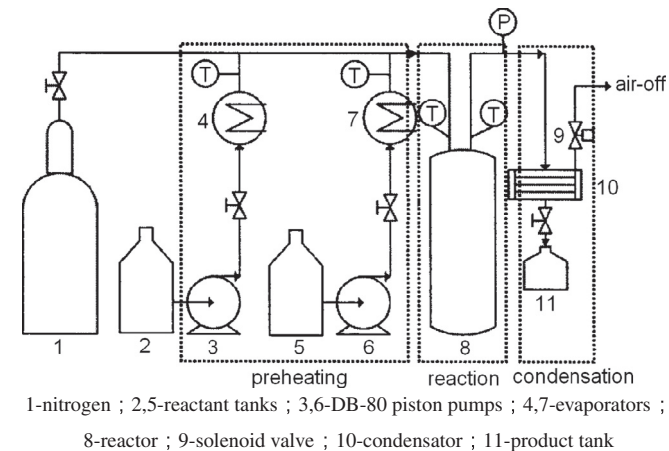 P
T
T
4
7
T
T
air-off
9
10
11
1
2
3
5
6
8
preheating
reaction
condensation
1-nitrogen ; 2,5-reactant tanks ; 3,6-DB-80 piston pumps ; 4,7-evaporators ;
8-reactor ; 9-solenoid valve ; 10-condensator ; 11-product tank